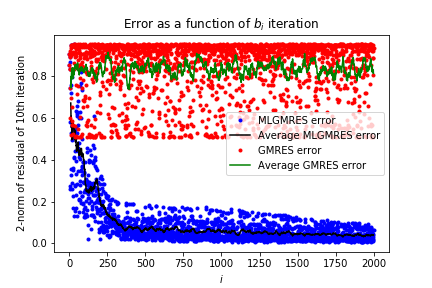 Error as a function of b_i iteration
2-norm of residual of 10th iteration
0.8
0.6
0.4
0.2
0.0
MLGMRES error
Average MLGMRES error
GMRES error
Average GMRES error
0 250 500 750 1000 1250 1500 1750 2000
i